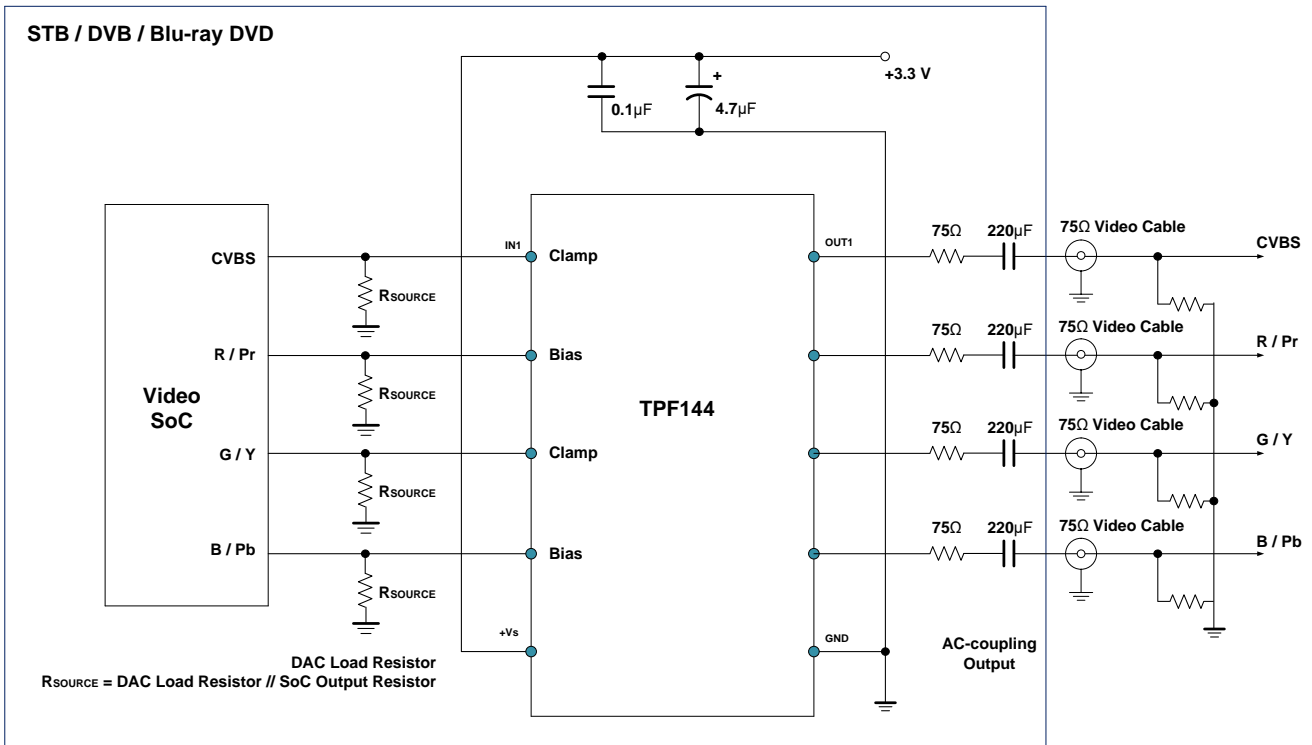 STB / DVB / Blu-ray DVD
+
+3.3 V
0.1µF
4.7µF
75Ω
220µF
75Ω Video Cable
CVBS
CVBS
IN1
Clamp
OUT1
RSOURCE
75Ω
220µF
75Ω Video Cable
R / Pr
R / Pr
Bias
RSOURCE
Video
SoC
TPF144
75Ω
220µF
75Ω Video Cable
G / Y
G / Y
Clamp
RSOURCE
75Ω
220µF
75Ω Video Cable
B / Pb
B / Pb
Bias
RSOURCE
+Vs
GND
AC-coupling
Output
DAC Load Resistor
RSOURCE = DAC Load Resistor // SoC Output Resistor